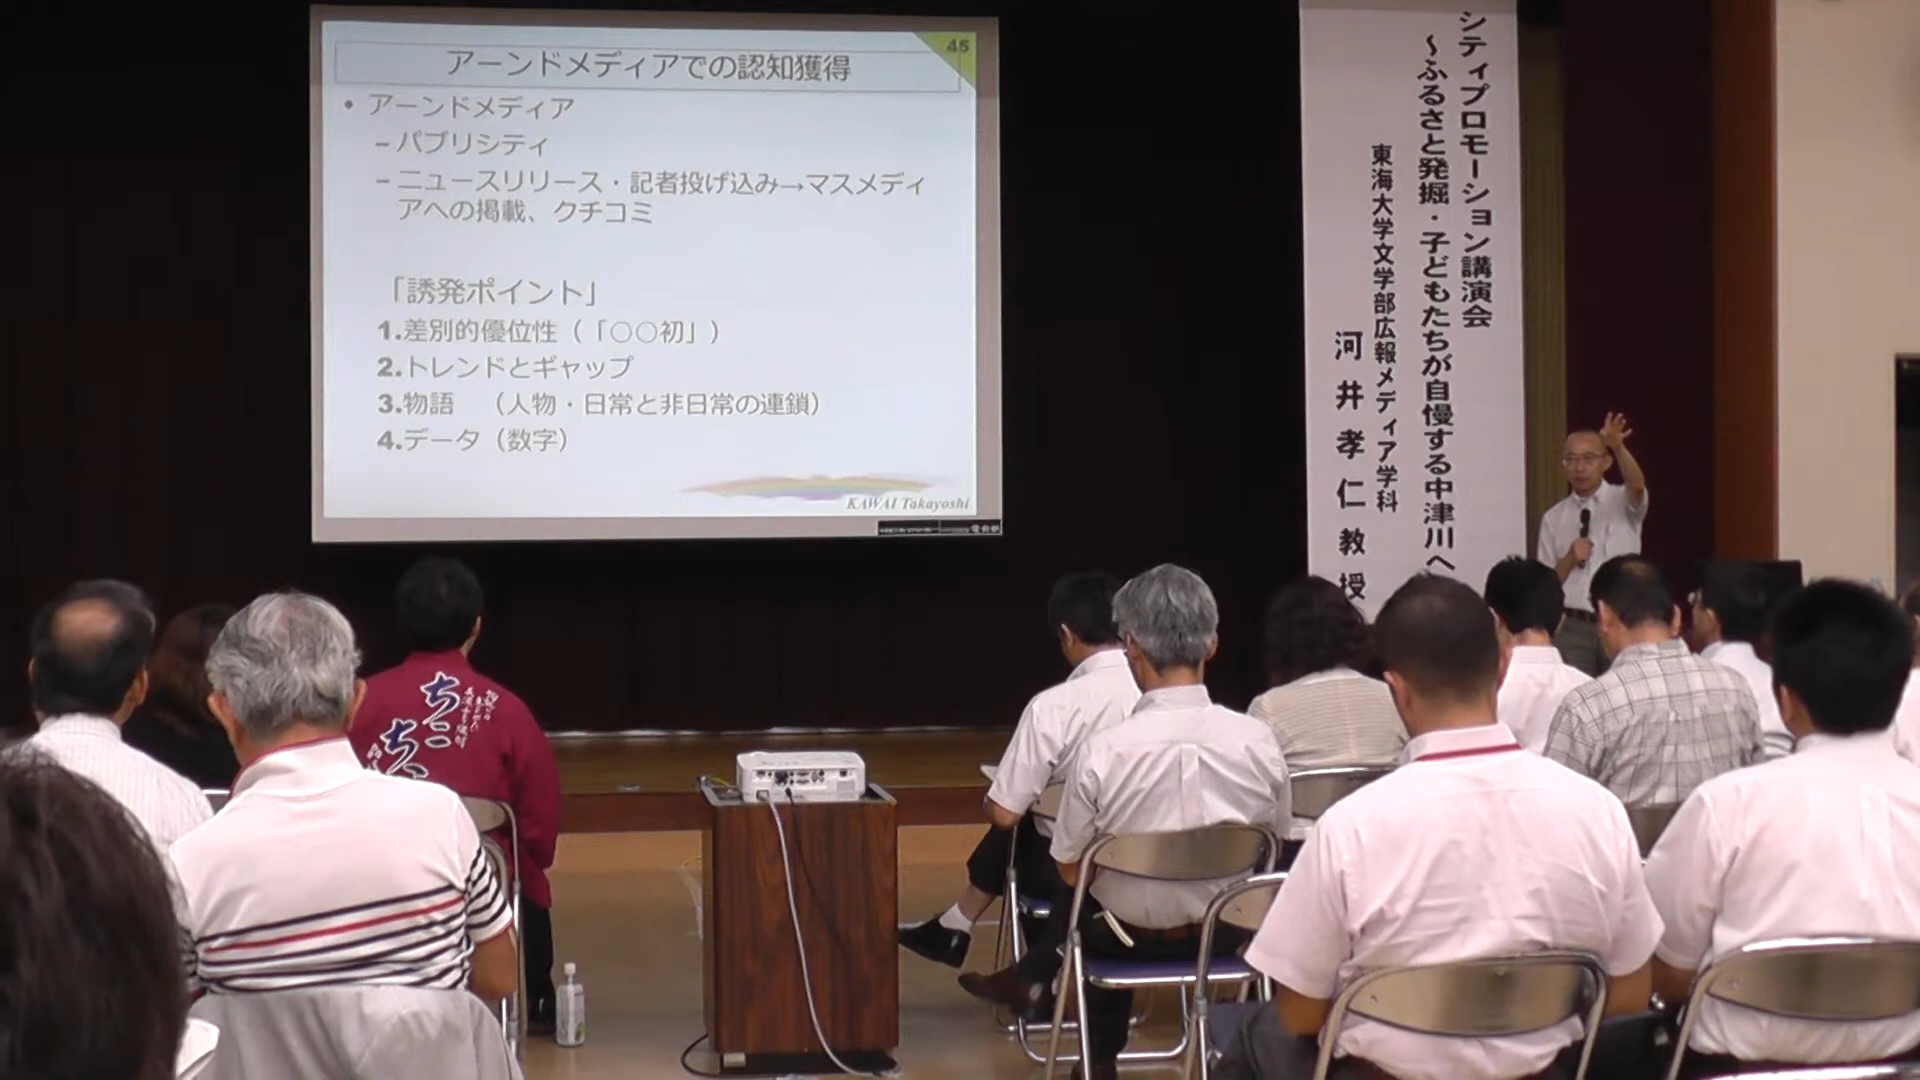 45
アーンドメディアでの認知獲得
• アーンドメディア
– パブリシティ
– ニュースリリース・記者投げ込み→マスメディ
アへの掲載、クチコミ
「誘発ポイント」
1.差別的優位性（「○○初」）
2.トレンドとギャップ
3.物語　（人物・日常と非日常の連鎖）
4.データ（数字）
KAWAI Takayoshi
シティプロモーション講演会
～ふるさと発掘・子どもたちが自慢する中津川へ
東海大学文学部広報メディア学科
河井孝仁教授
ちこ